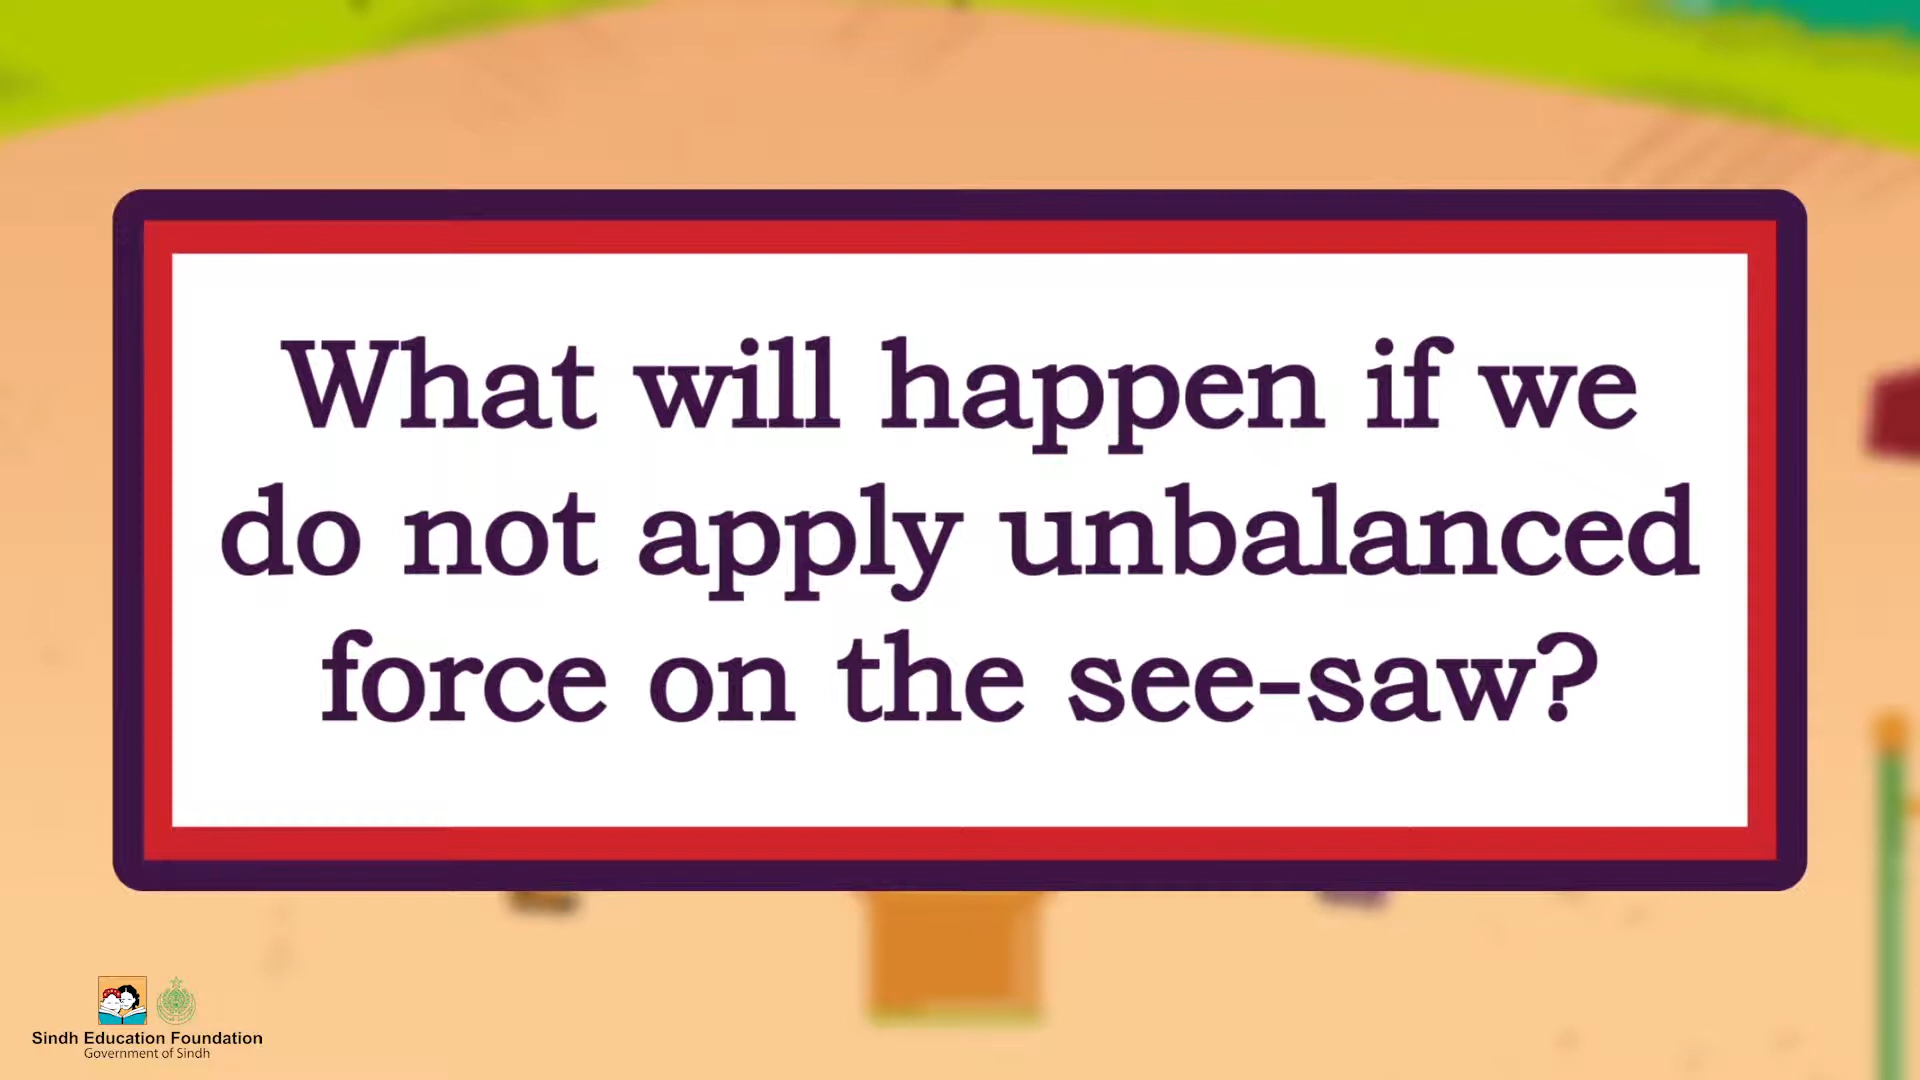 What will happen if we
do not apply unbalanced
force on the see-saw?
Sindh Education Foundation
Government of Sindh